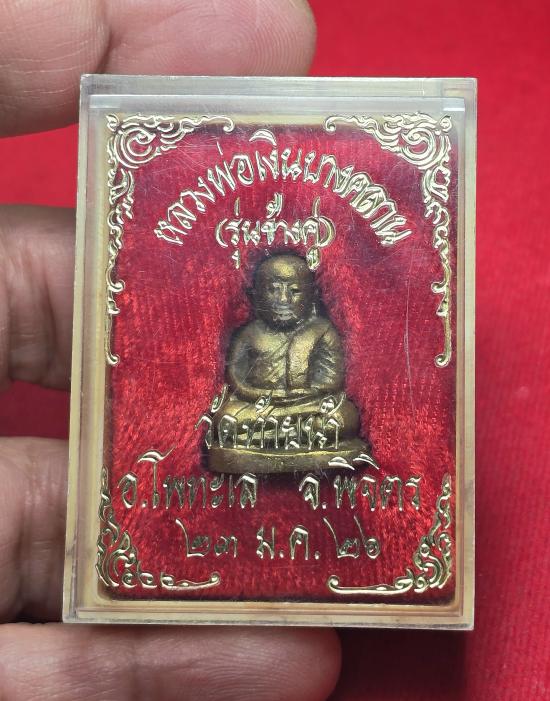 หลวงพ่อเงินบางคลาน
(รุ่นช้างคู่)
วัดท้ายน้ำ
อ.โพทะเล จ.พิจิตร
๒๓ ม.ค. ๒๖